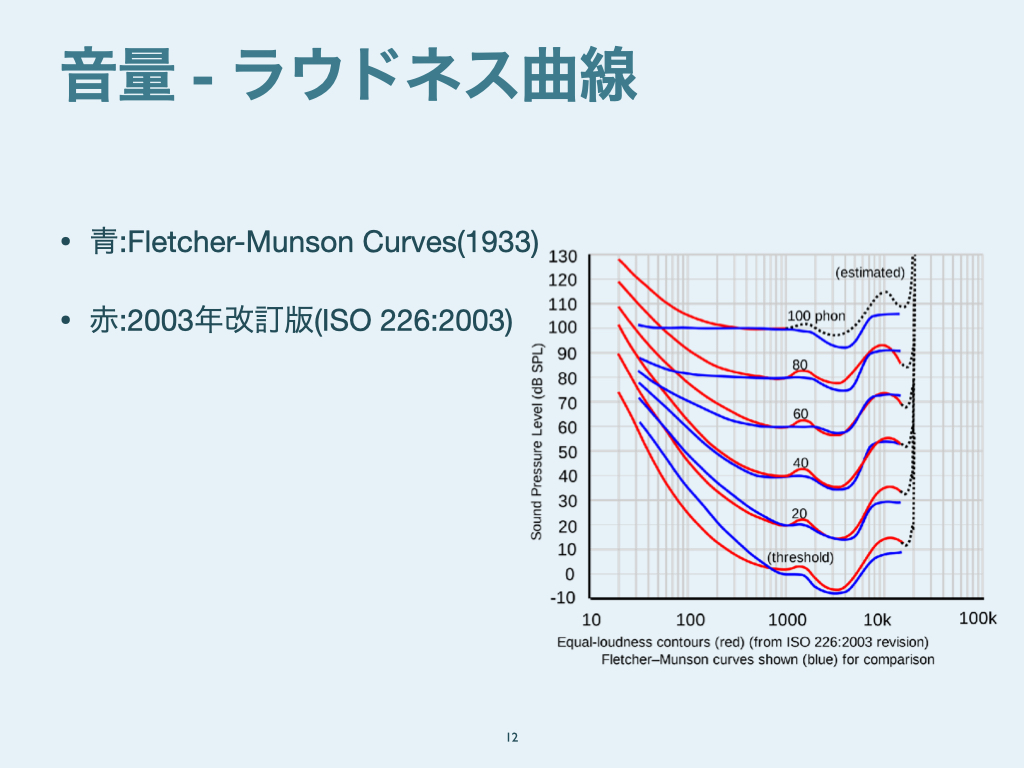 音量 - ラウドネス曲線
• 青:Fletcher-Munson Curves(1933)
• 赤:2003年改訂版(ISO 226:2003)
Sound Pressure Level (dB SPL)
130
120
110
100
90
80
70
60
50
40
30
20
10
0
-10
(estimated)
100 phon
80
60
40
20
(threshold)
10 100 1000 10k 100k
Equal-loudness contours (red) (from ISO 226:2003 revision)
Fletcher–Munson curves shown (blue) for comparison
12